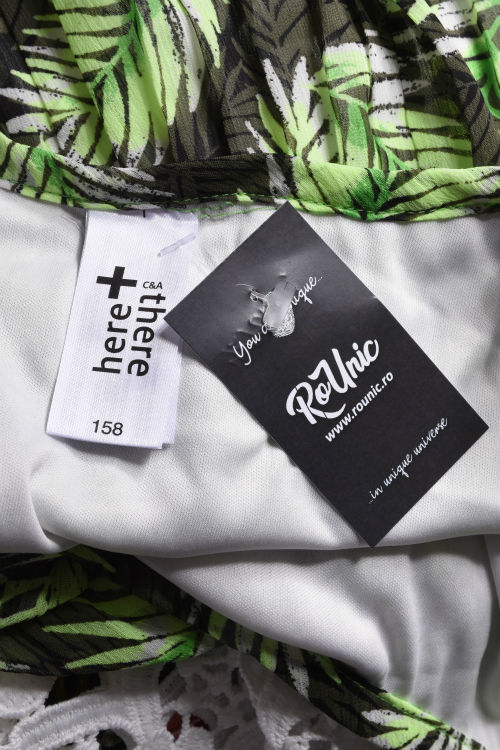 C&A
here+there
158
You a unique...
RoUnic
www.rounic.ro
...in unique universe